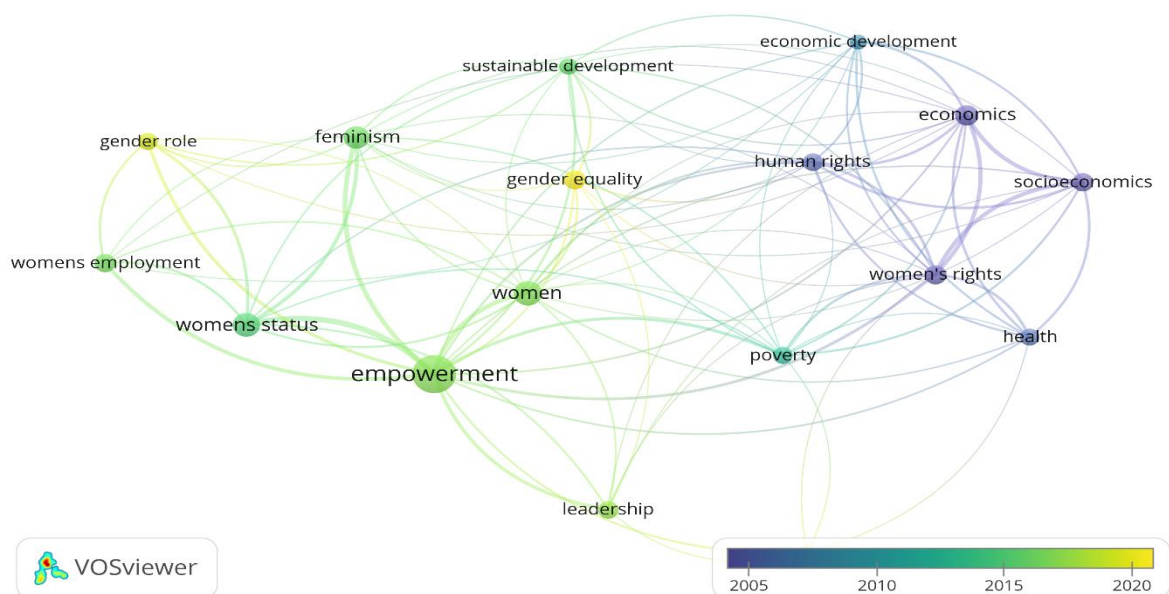 economic development
sustainable development
economics
gender role
feminism
human rights
gender equality
socioeconomics
womens employment
women's rights
women
womens status
health
poverty
empowerment
leadership
VOSviewer
2005
2010
2015
2020